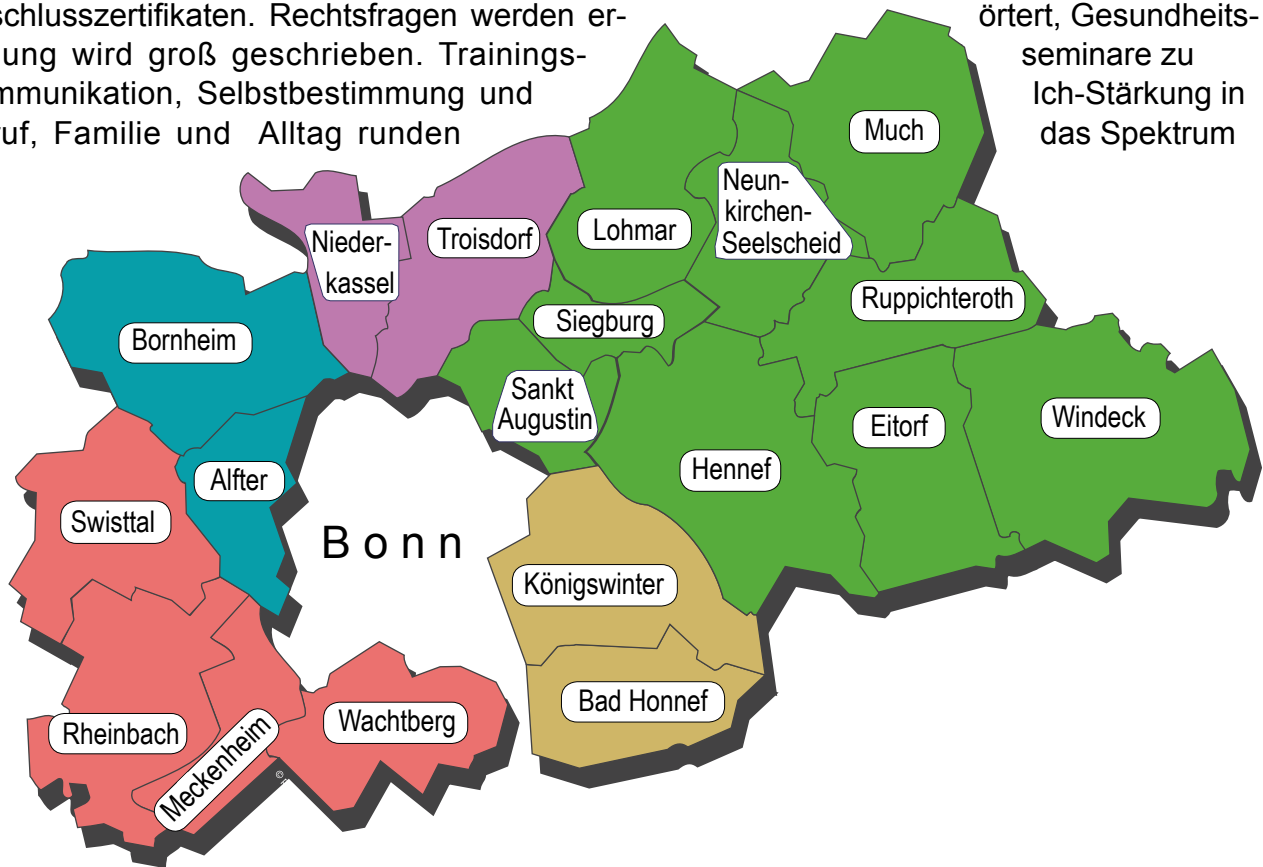 schlusszertifikaten. Rechtsfragen werden er- örtert, Gesundheits-
ung wird groß geschrieben. Trainings- seminare zu
mmunikation, Selbstbestimmung und Ich-Stärkung in
ruf, Familie und Alltag runden das Spektrum
Much
Neun-
kirchen-
Seelscheid
Lohmar
Troisdorf
Nieder-
kassel
Ruppichteroth
Siegburg
Bornheim
Sankt
Augustin
Windeck
Eitorf
Hennef
Alfter
Swisttal
Bonn
Königswinter
Bad Honnef
Wachtberg
Rheinbach
Meckenheim
©